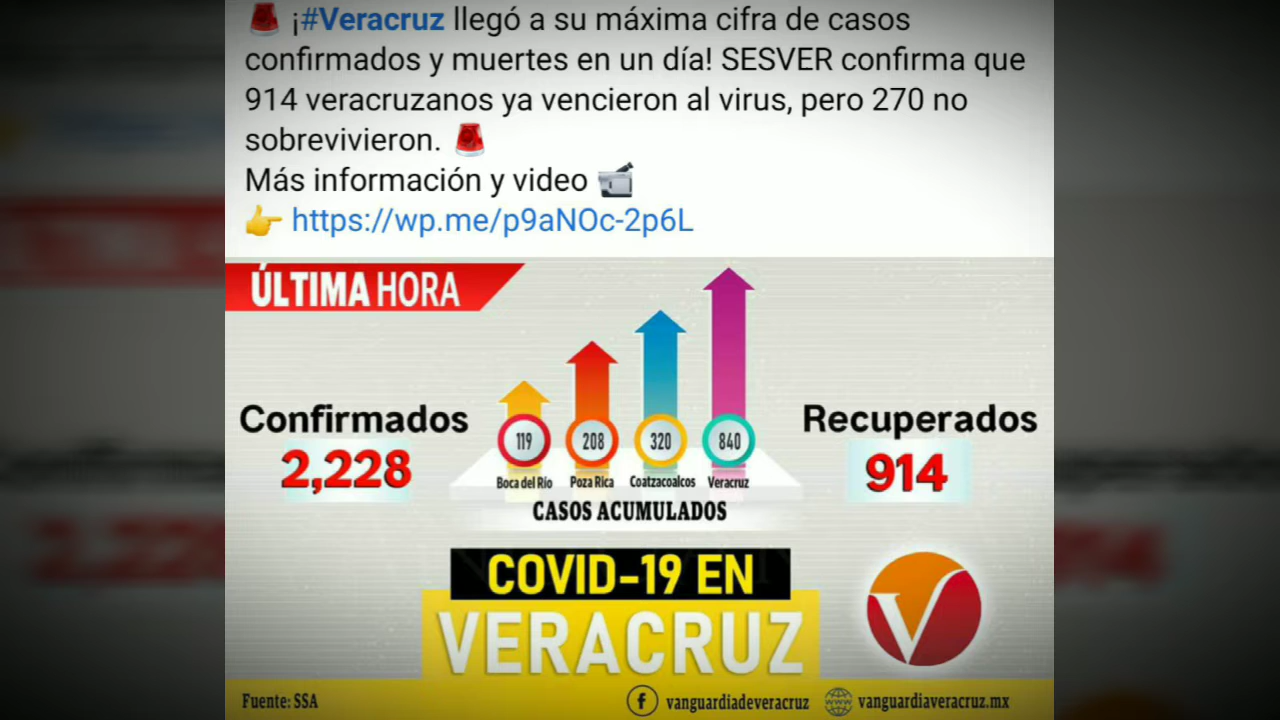 🚨 ¡#Veracruz llegó a su máxima cifra de casos
confirmados y muertes en un día! SESVER confirma que
914 veracruzanos ya vencieron al virus, pero 270 no
sobrevivieron. 🚨
Más información y video 📹
👉 https://wp.me/p9aNOc-2p6L
ÚLTIMA HORA
Confirmados
2,228
119
208
320
840
Boca del Río
Poza Rica
Coatzacoalcos
Veracruz
CASOS ACUMULADOS
Recuperados
914
COVID-19 EN
VERACRUZ
V
Fuente: SSA
f vanguardiadeveracruz
vanguardiaveracruz.mx